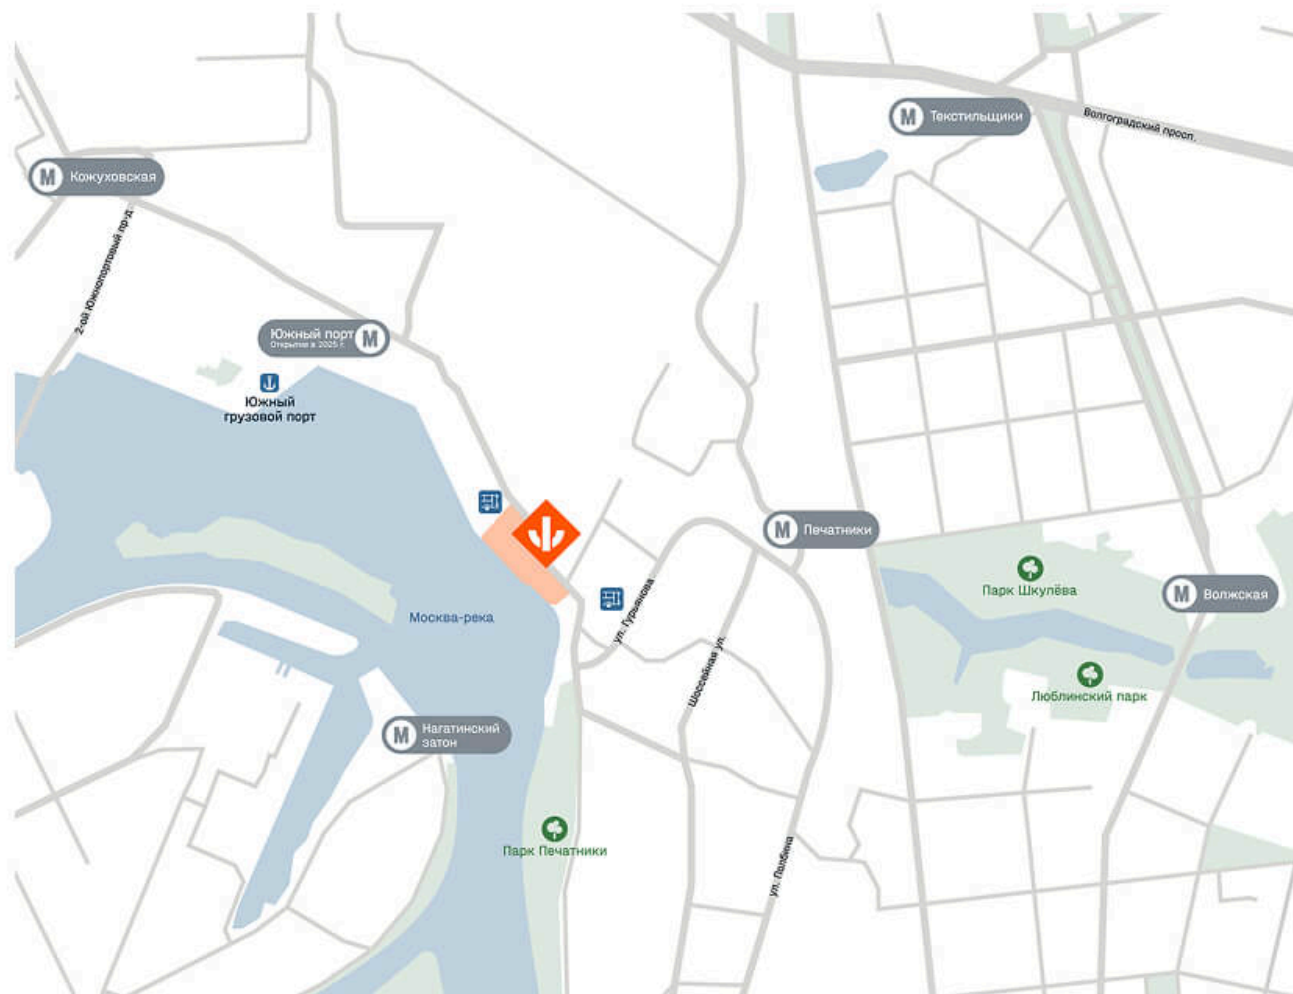 М Текстильщики
Волгоградский просп.
М Кожуховская
2-ой Южнопортовый пр-д
Южный порт М
Открытие в 2025 г.
Южный
грузовой порт
М Печатники
Парк Шкулёва
М Волжская
Москва-река
ул. Гурьянова
Шоссейная ул.
Люблинский парк
М Нагатинский
затон
Парк Печатники
ул. Полбина